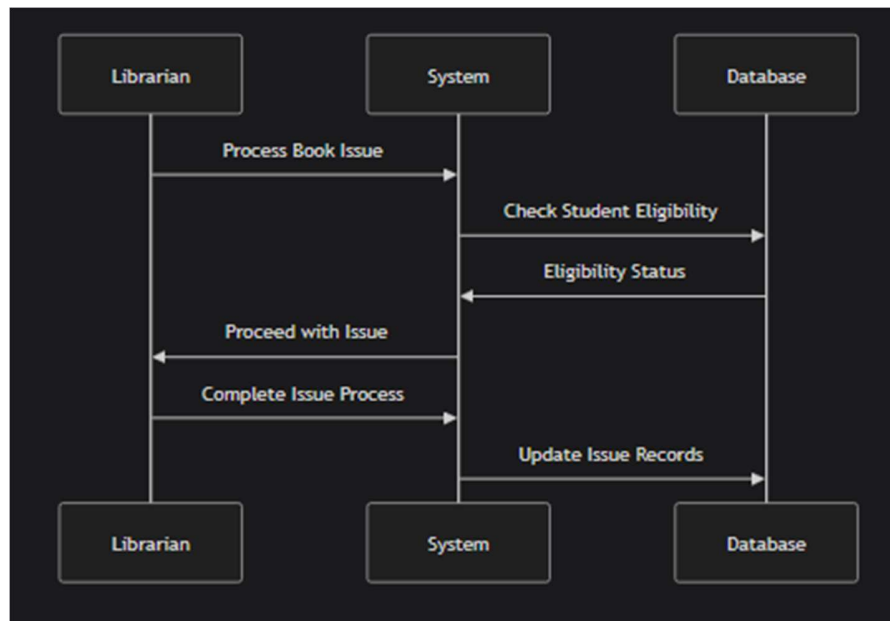 Librarian
System
Database
Process Book Issue
Check Student Eligibility
Eligibility Status
Proceed with Issue
Complete Issue Process
Update Issue Records
Librarian
System
Database